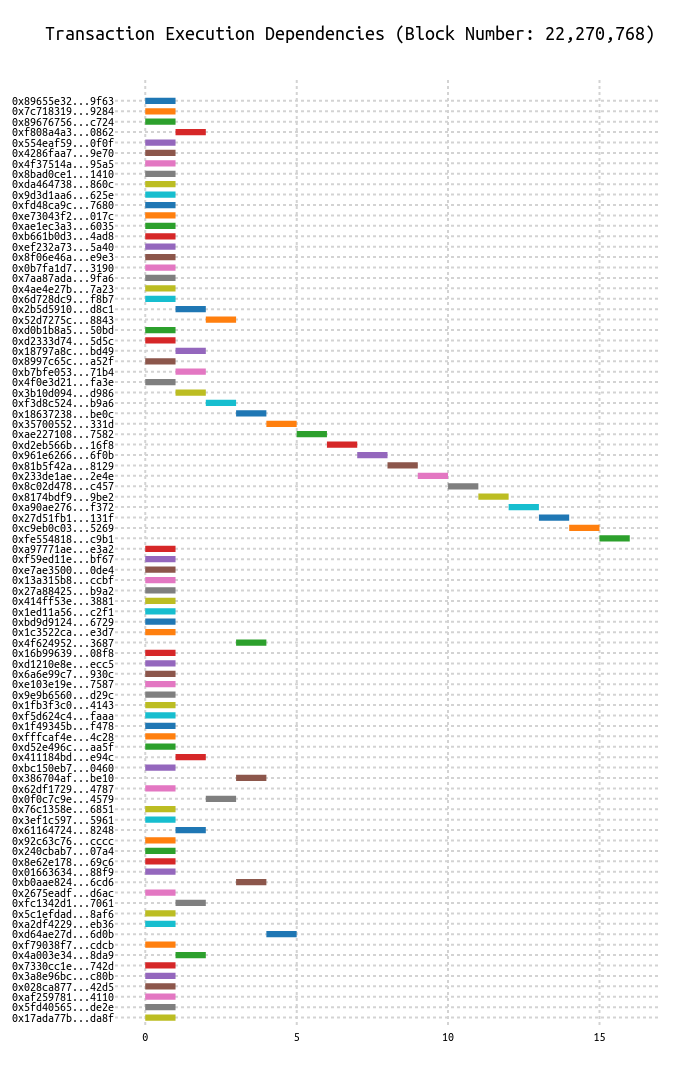 Transaction Execution Dependencies (Block Number: 22,270,768)
0x89655e32...9f63
0x7c718319...9284
0x89676756...c724
0xf808a4a3...0862
0x554eaf59...0f0f
0x4286faa7...9e70
0x4f37514a...95a5
0x8bad0ce1...1410
0xda464738...860c
0x9d3d1aa6...625e
0xfd48ca9c...7680
0xe73043f2...017c
0xae1ec3a3...6035
0xb661b0d3...4ad8
0xef232a73...5a40
0x8f06e46a...e9e3
0x0b7fa1d7...3190
0x7aa87ada...9fa6
0x4ae4e27b...7a23
0x6d728dc9...f8b7
0x2b5d5910...d8c1
0x52d7275c...8843
0xd0b1b8a5...50bd
0xd2333d74...5d5c
0x18797a8c...bd49
0x8997c65c...a52f
0xb7bfe053...71b4
0x4f0e3d21...fa3e
0x3b10d094...d986
0xf3d8c524...b9a6
0x18637238...be0c
0x35700552...331d
0xae227108...7582
0xd2eb566b...16f8
0x961e6266...6f0b
0x81b5f42a...8129
0x233de1ae...2e4e
0x8c02d478...c457
0x8174bdf9...9be2
0xa90ae276...f372
0x27d51fb1...131f
0xc9eb0c03...5269
0xfe554818...c9b1
0xa97771ae...e3a2
0xf59ed11e...bf67
0xe7ae3500...0de4
0x13a315b8...ccbf
0x27a88425...b9a2
0x414ff53e...3881
0x1ed11a56...c2f1
0xbd9d9124...6729
0x1c3522ca...e3d7
0x4f624952...3687
0x16b99639...08f8
0xd1210e8e...ecc5
0x6a6e99c7...930c
0xe103e19e...7587
0x9e9b6560...d29c
0x1fb3f3c0...4143
0xf5d624c4...faaa
0x1f49345b...f478
0xfffcaf4e...4c28
0xd52e496c...aa5f
0x411184bd...e94c
0xbc150eb7...0460
0x386704af...be10
0x62df1729...4787
0x0f0c7c9e...4579
0x76c1358e...6851
0x3ef1c597...5961
0x61164724...8248
0x92c63c76...cccc
0x240cbab7...07a4
0x8e62e178...69c6
0x01663634...88f9
0xb0aae824...6cd6
0x2675eadf...d6ac
0xfc1342d1...7061
0x5c1efdad...8af6
0xa2df4229...eb36
0xd64ae27d...6d0b
0xf79038f7...cdcb
0x4a003e34...8da9
0x7330cc1e...742d
0x3a8e96bc...c80b
0x028ca877...42d5
0xaf259781...4110
0x5fd40565...de2e
0x17ada77b...da8f
0 5 10 15